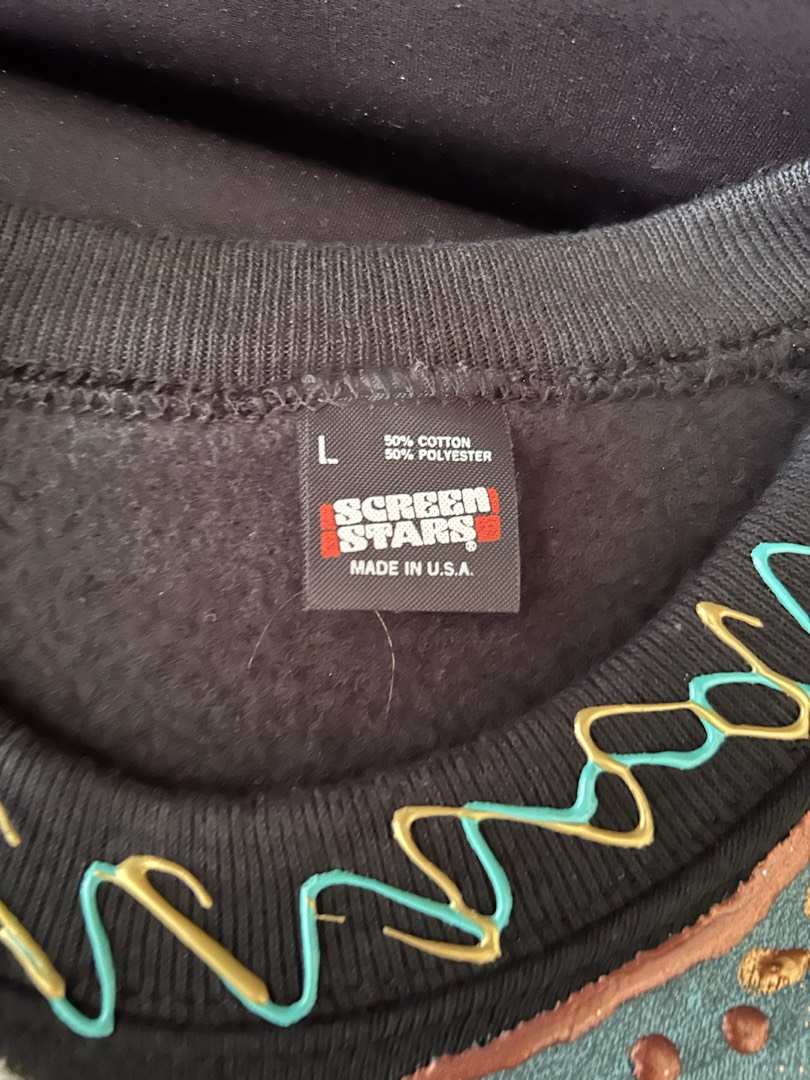 L
50% COTTON
50% POLYESTER
SCREEN
STARS®
MADE IN U.S.A.